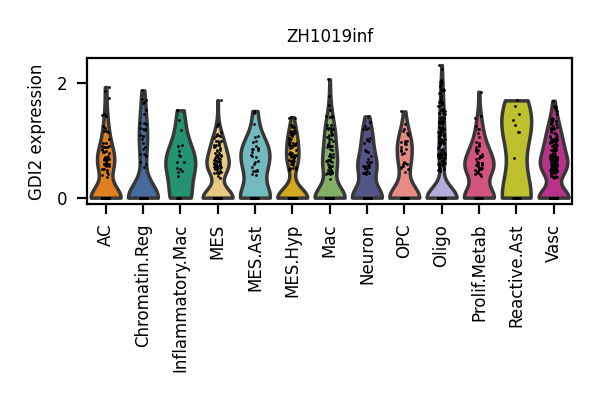 ZH1019inf
GDI2 expression
2
0
AC
Chromatin.Reg
Inflammatory.Mac
MES
MES.Ast
MES.Hyp
Mac
Neuron
OPC
Oligo
Prolif.Metab
Reactive.Ast
Vasc